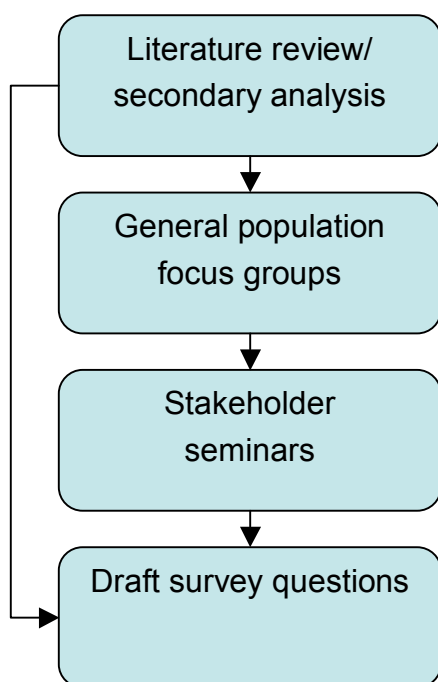 Literature review/
secondary analysis
General population
focus groups
Stakeholder
seminars
Draft survey questions